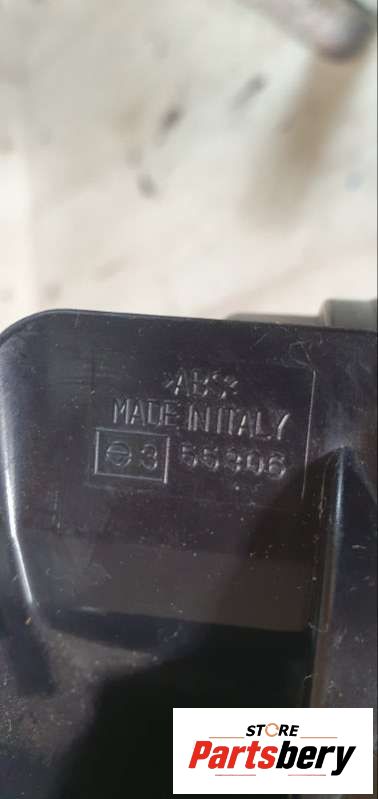 >ABS<
MADE IN ITALY
⊖3 55306
STORE
Partsbery